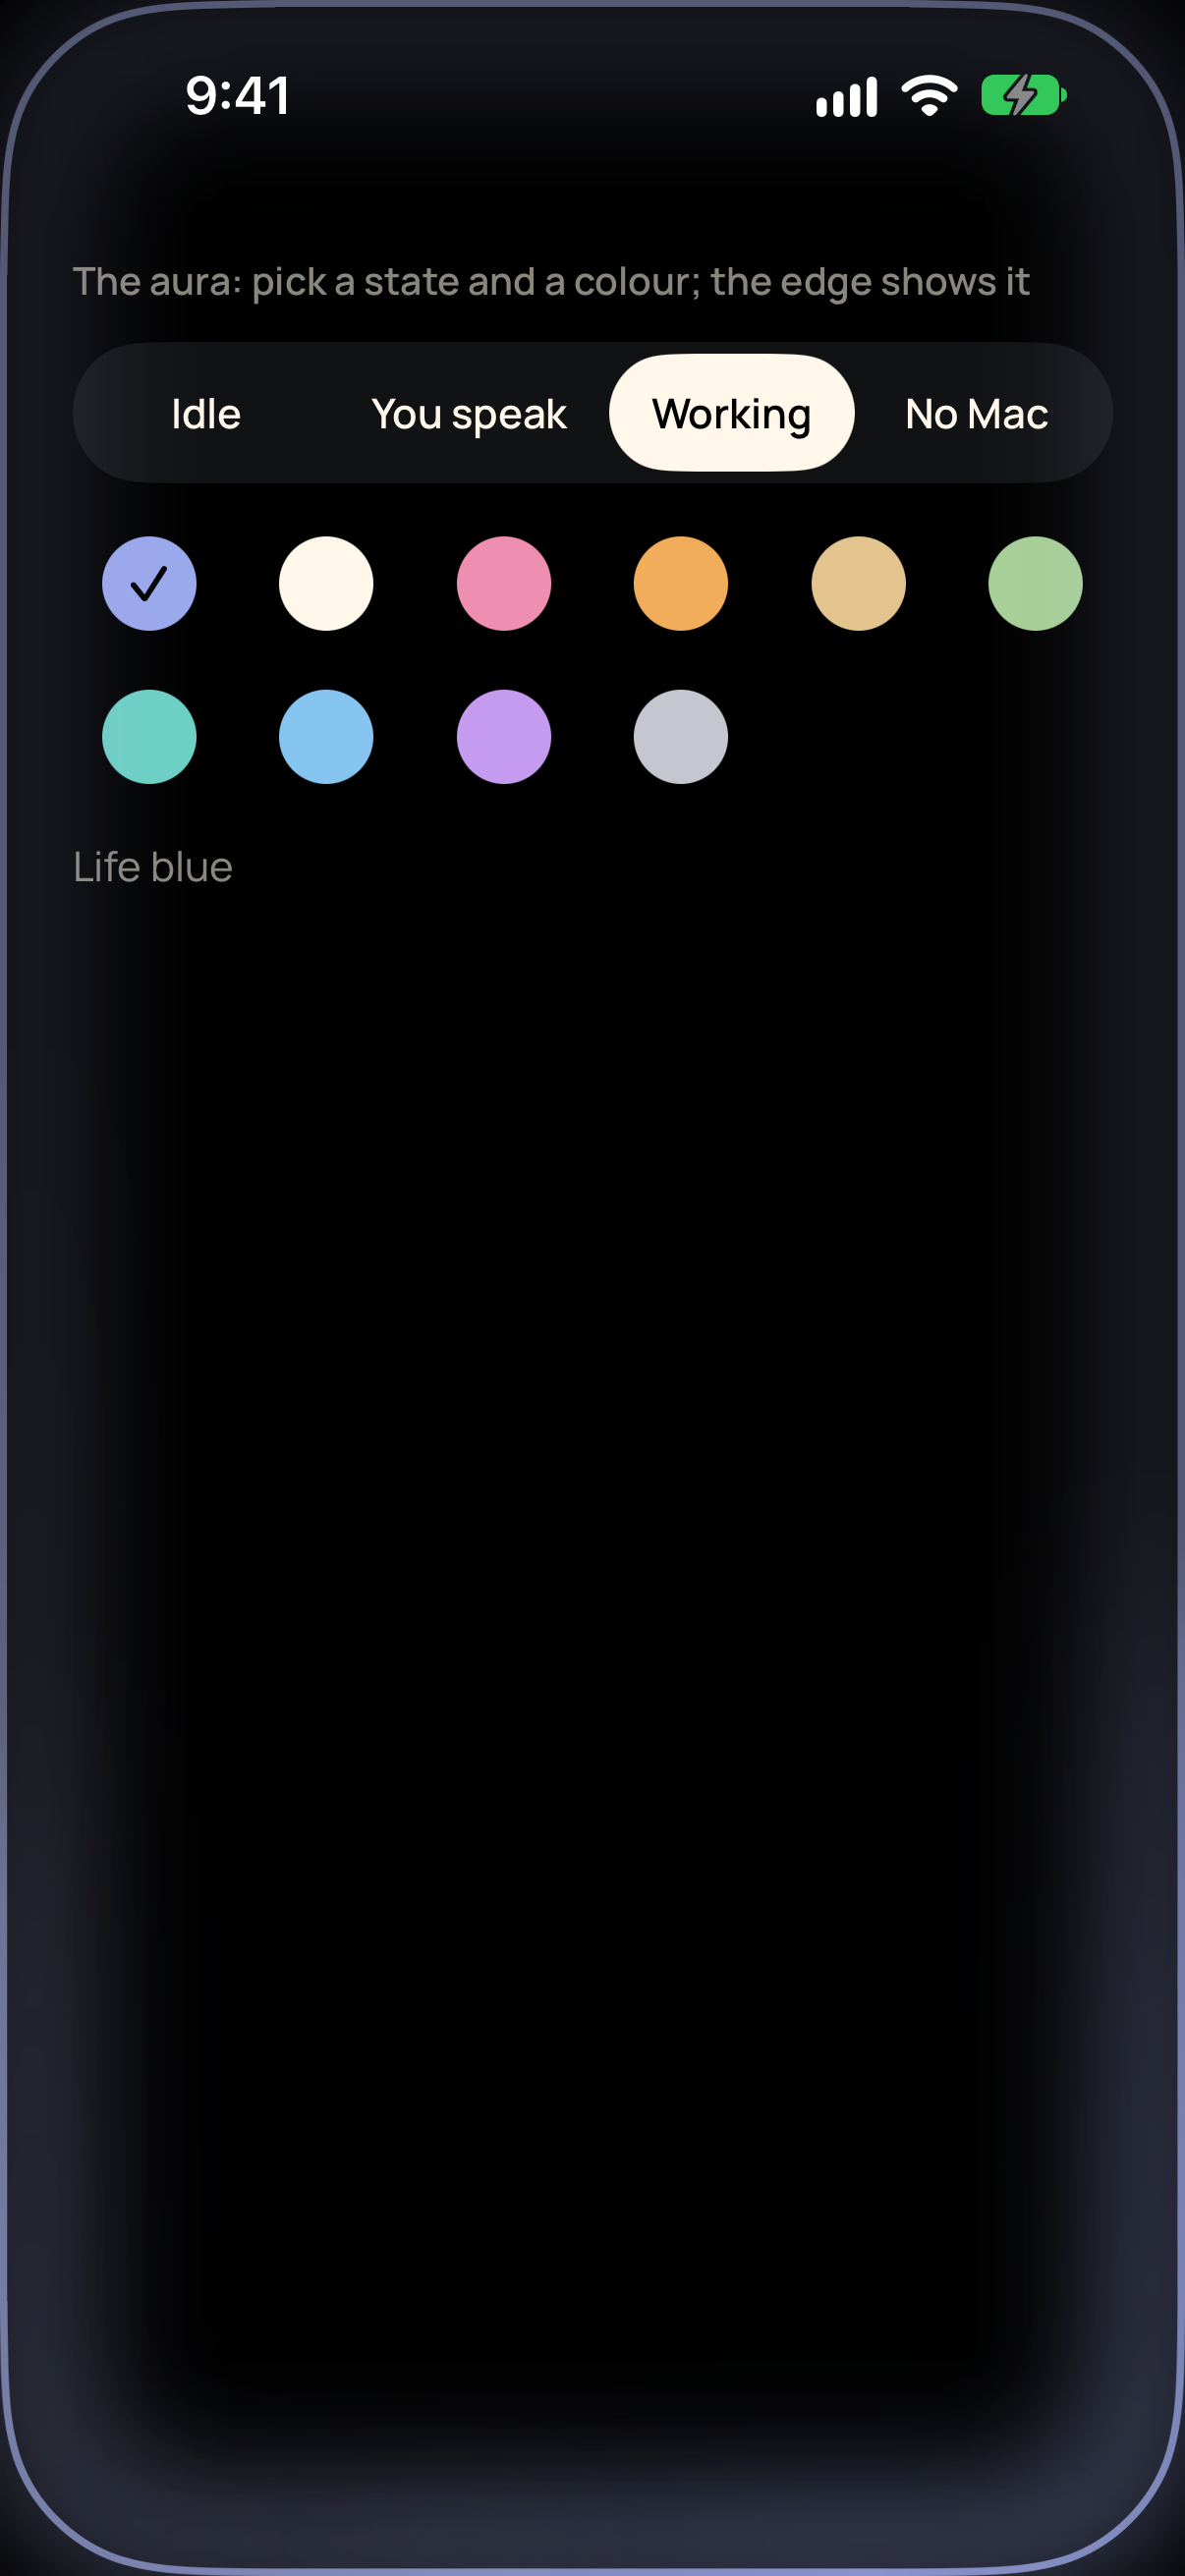 9:41
The aura: pick a state and a colour; the edge shows it
Idle You speak Working No Mac
Life blue